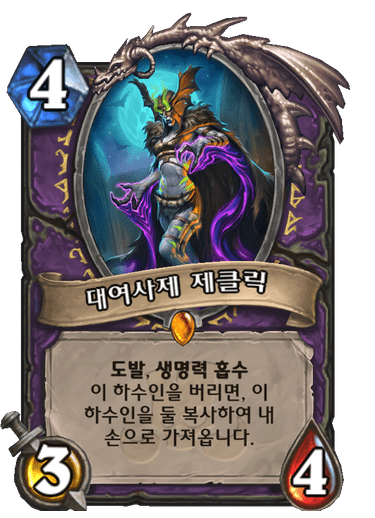 4
대여사제 제클릭
도발, 생명력 흡수
이 하수인을 버리면, 이
하수인을 둘 복사하여 내
손으로 가져옵니다.
3
4